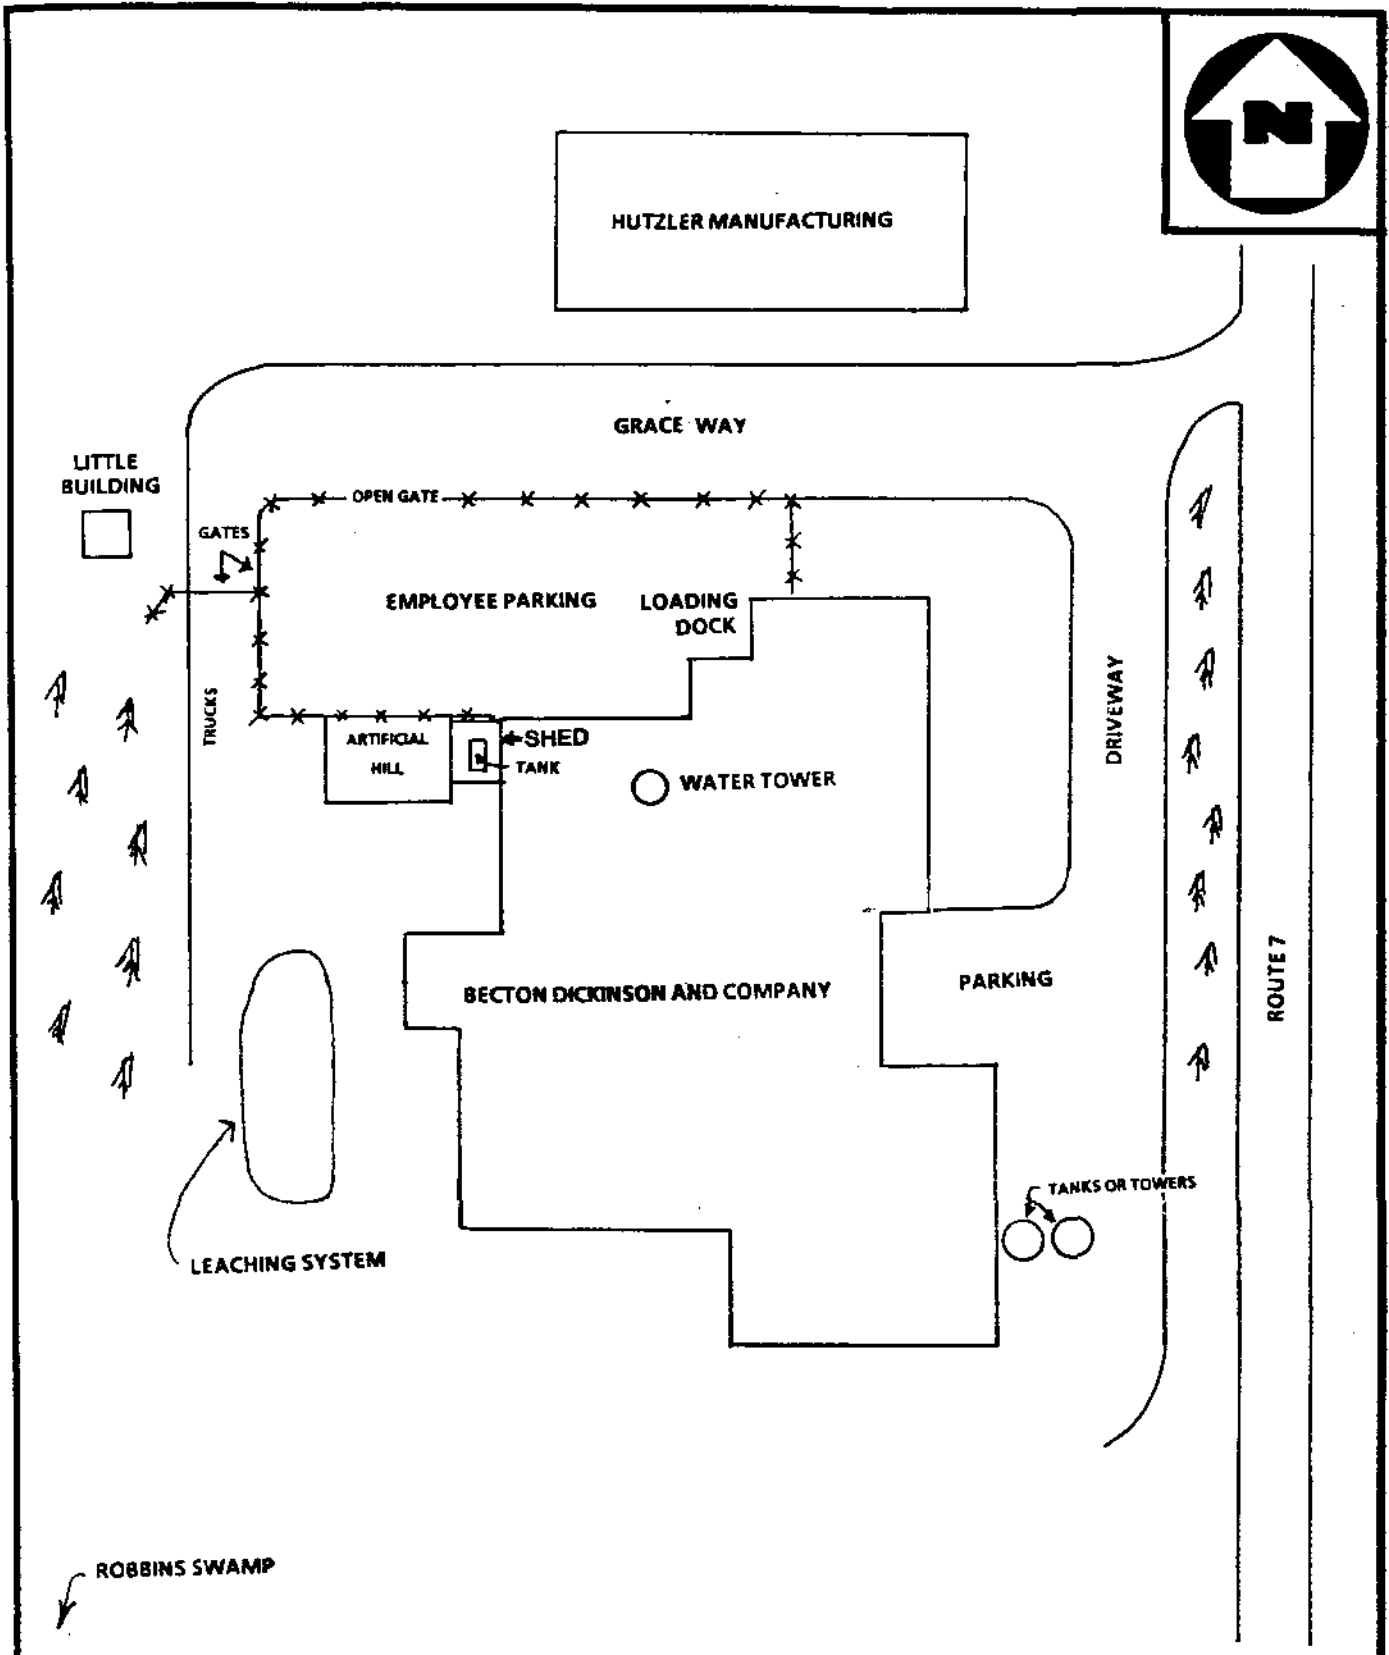 N
HUTZLER MANUFACTURING
GRACE WAY
LITTLE
BUILDING
OPEN GATE
GATES
EMPLOYEE PARKING
LOADING
DOCK
TRUCKS
DRIVEWAY
ARTIFICIAL
HILL
SHED
TANK
WATER TOWER
BECTON DICKINSON AND COMPANY
PARKING
ROUTE 7
TANKS OR TOWERS
LEACHING SYSTEM
ROBBINS SWAMP